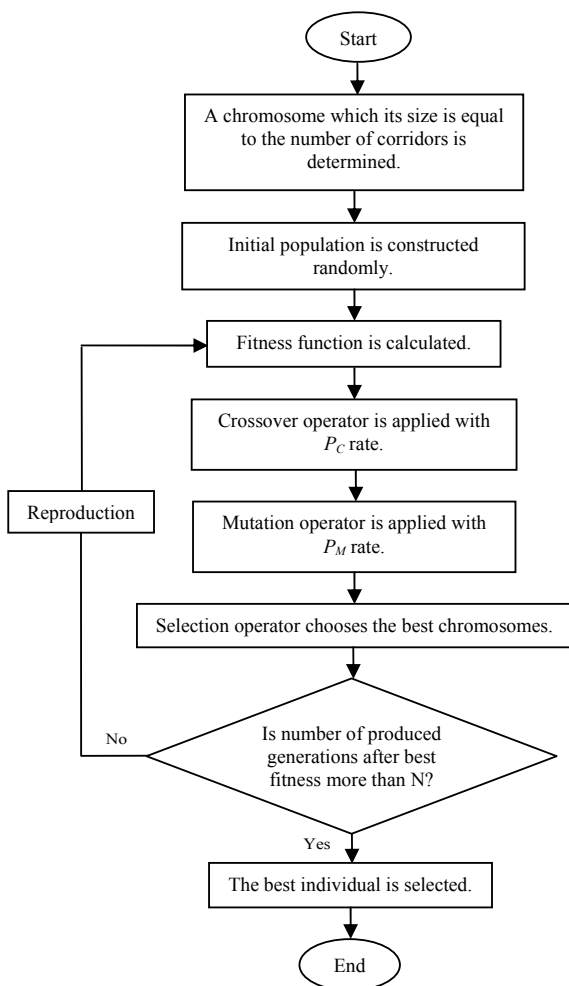 Start
A chromosome which its size is equal
to the number of corridors is
determined.
Initial population is constructed
randomly.
Fitness function is calculated.
Crossover operator is applied with
P_C rate.
Reproduction
Mutation operator is applied with
P_M rate.
Selection operator chooses the best chromosomes.
No
Is number of produced
generations after best
fitness more than N?
Yes
The best individual is selected.
End